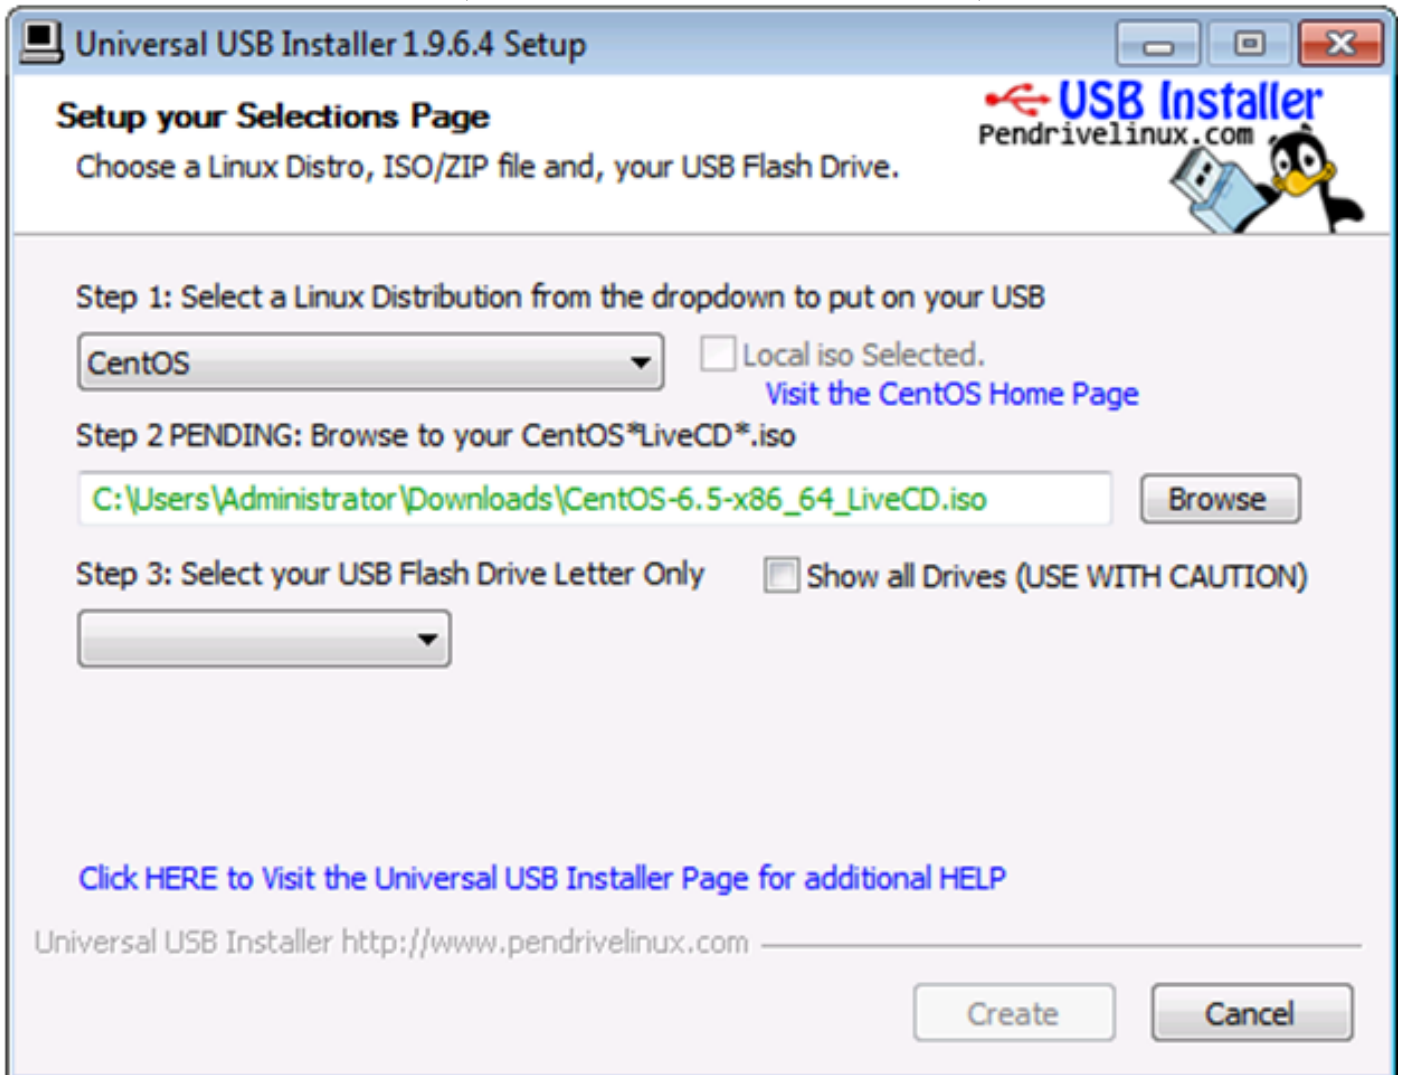 Universal USB Installer 1.9.6.4 Setup
Setup your Selections Page
Choose a Linux Distro, ISO/ZIP file and, your USB Flash Drive.
USB Installer
Pendrivelinux.com
Step 1: Select a Linux Distribution from the dropdown to put on your USB
CentOS
Local iso Selected.
Visit the CentOS Home Page
Step 2 PENDING: Browse to your CentOS*LiveCD*.iso
C:\Users\Administrator\Downloads\CentOS-6.5-x86_64_LiveCD.iso
Browse
Step 3: Select your USB Flash Drive Letter Only
Show all Drives (USE WITH CAUTION)
Click HERE to Visit the Universal USB Installer Page for additional HELP
Universal USB Installer http://www.pendrivelinux.com
Create
Cancel